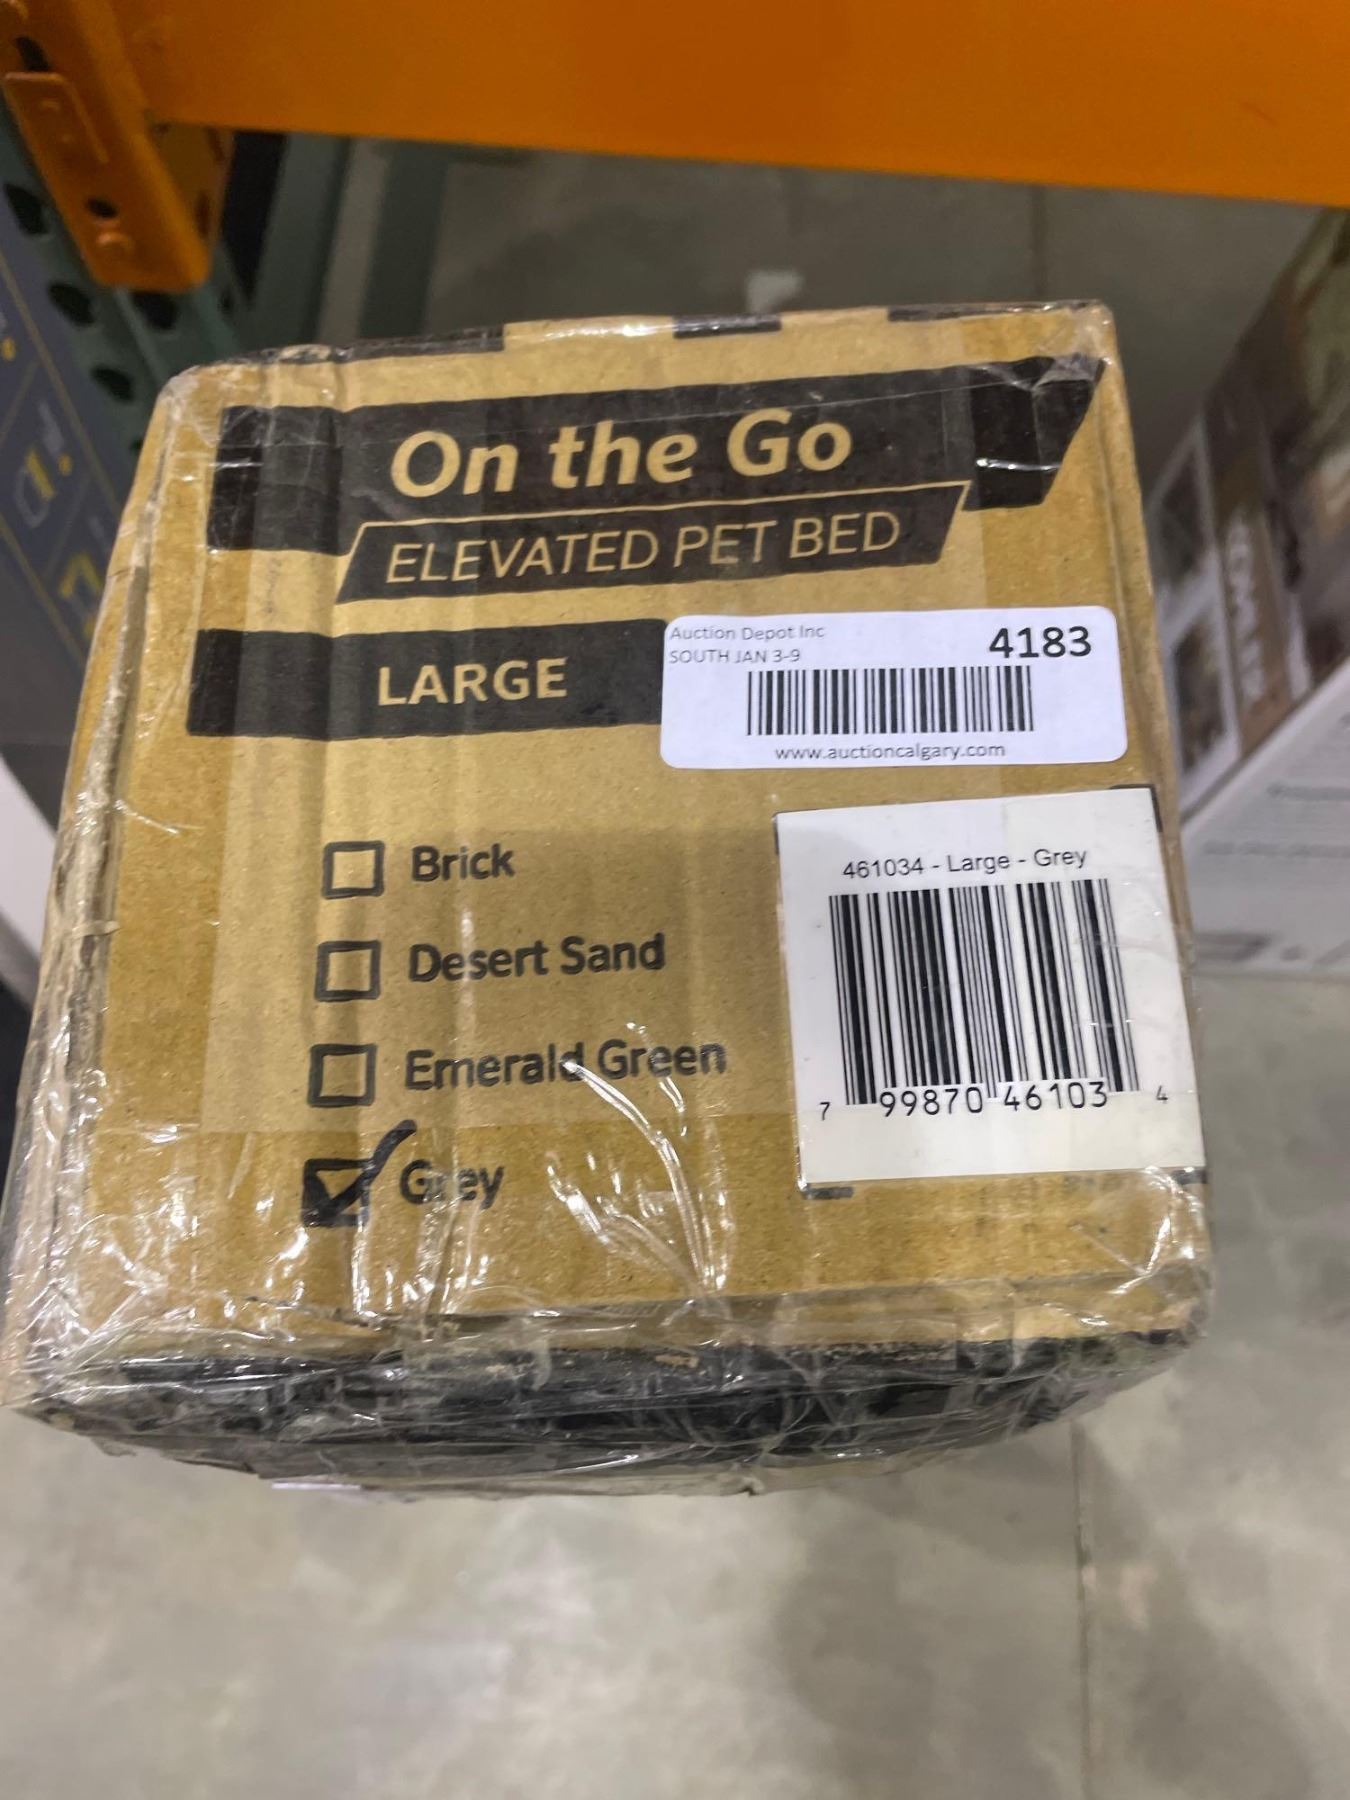 On the Go
ELEVATED PET BED
LARGE
Auction Depot Inc
SOUTH JAN 3-9
4183
www.auctioncalgary.com
Brick
Desert Sand
Emerald Green
Grey
461034 - Large - Grey
7 99870 46103 4